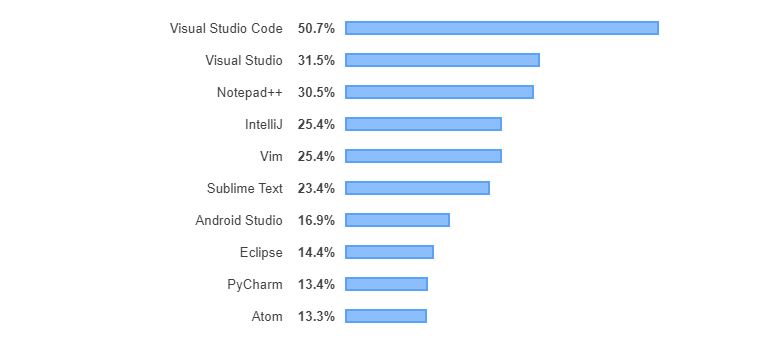 Visual Studio Code 50.7%
Visual Studio 31.5%
Notepad++ 30.5%
IntelliJ 25.4%
Vim 25.4%
Sublime Text 23.4%
Android Studio 16.9%
Eclipse 14.4%
PyCharm 13.4%
Atom 13.3%